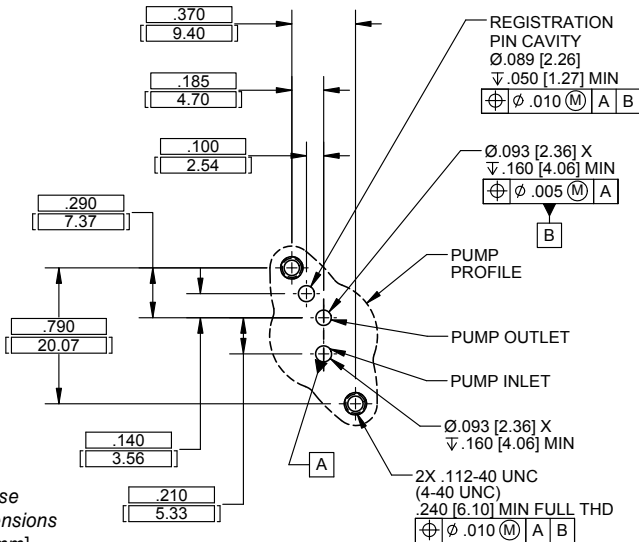 .370
[9.40]
.185
[4.70]
.100
[2.54]
.290
[7.37]
.790
[20.07]
.140
[3.56]
.210
[5.33]
REGISTRATION
PIN CAVITY
Ø.089 [2.26]
↧.050 [1.27] MIN
⌖ Ø .010 Ⓜ A B
Ø.093 [2.36] X
↧.160 [4.06] MIN
⌖ Ø .005 Ⓜ A
B
PUMP
PROFILE
PUMP OUTLET
PUMP INLET
Ø.093 [2.36] X
↧.160 [4.06] MIN
A
2X .112-40 UNC
(4-40 UNC)
.240 [6.10] MIN FULL THD
⌖ Ø .010 Ⓜ A B